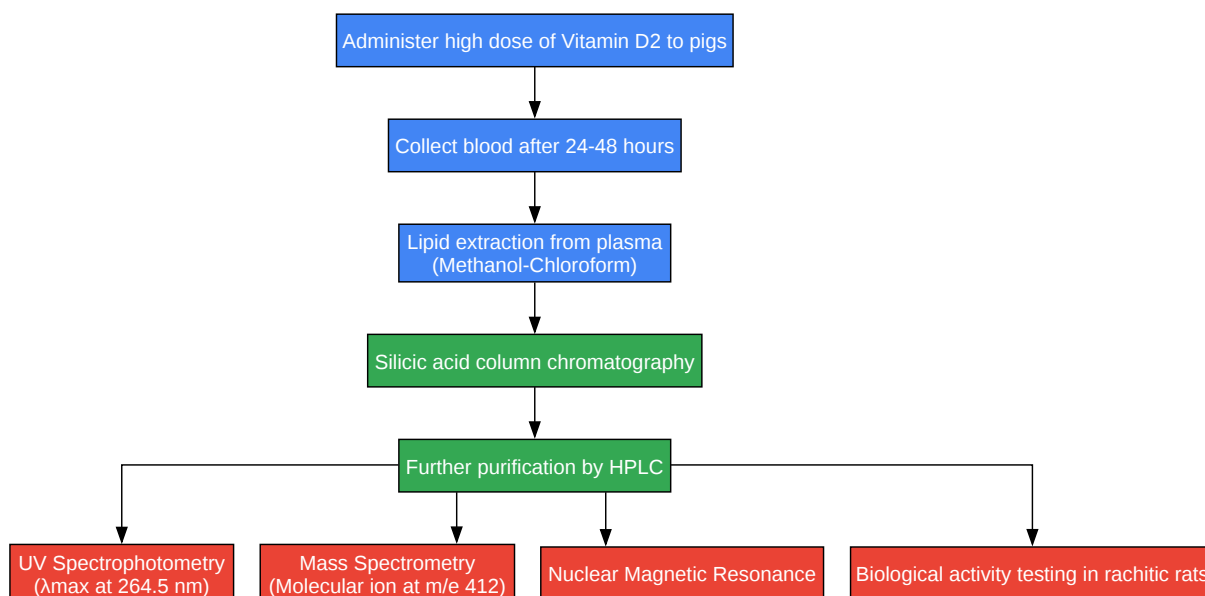 Administer high dose of Vitamin D2 to pigs
Collect blood after 24-48 hours
Lipid extraction from plasma
(Methanol-Chloroform)
Silicic acid column chromatography
Further purification by HPLC
UV Spectrophotometry
(λmax at 264.5 nm)
Mass Spectrometry
(Molecular ion at m/e 412)
Nuclear Magnetic Resonance
Biological activity testing in rachitic rats